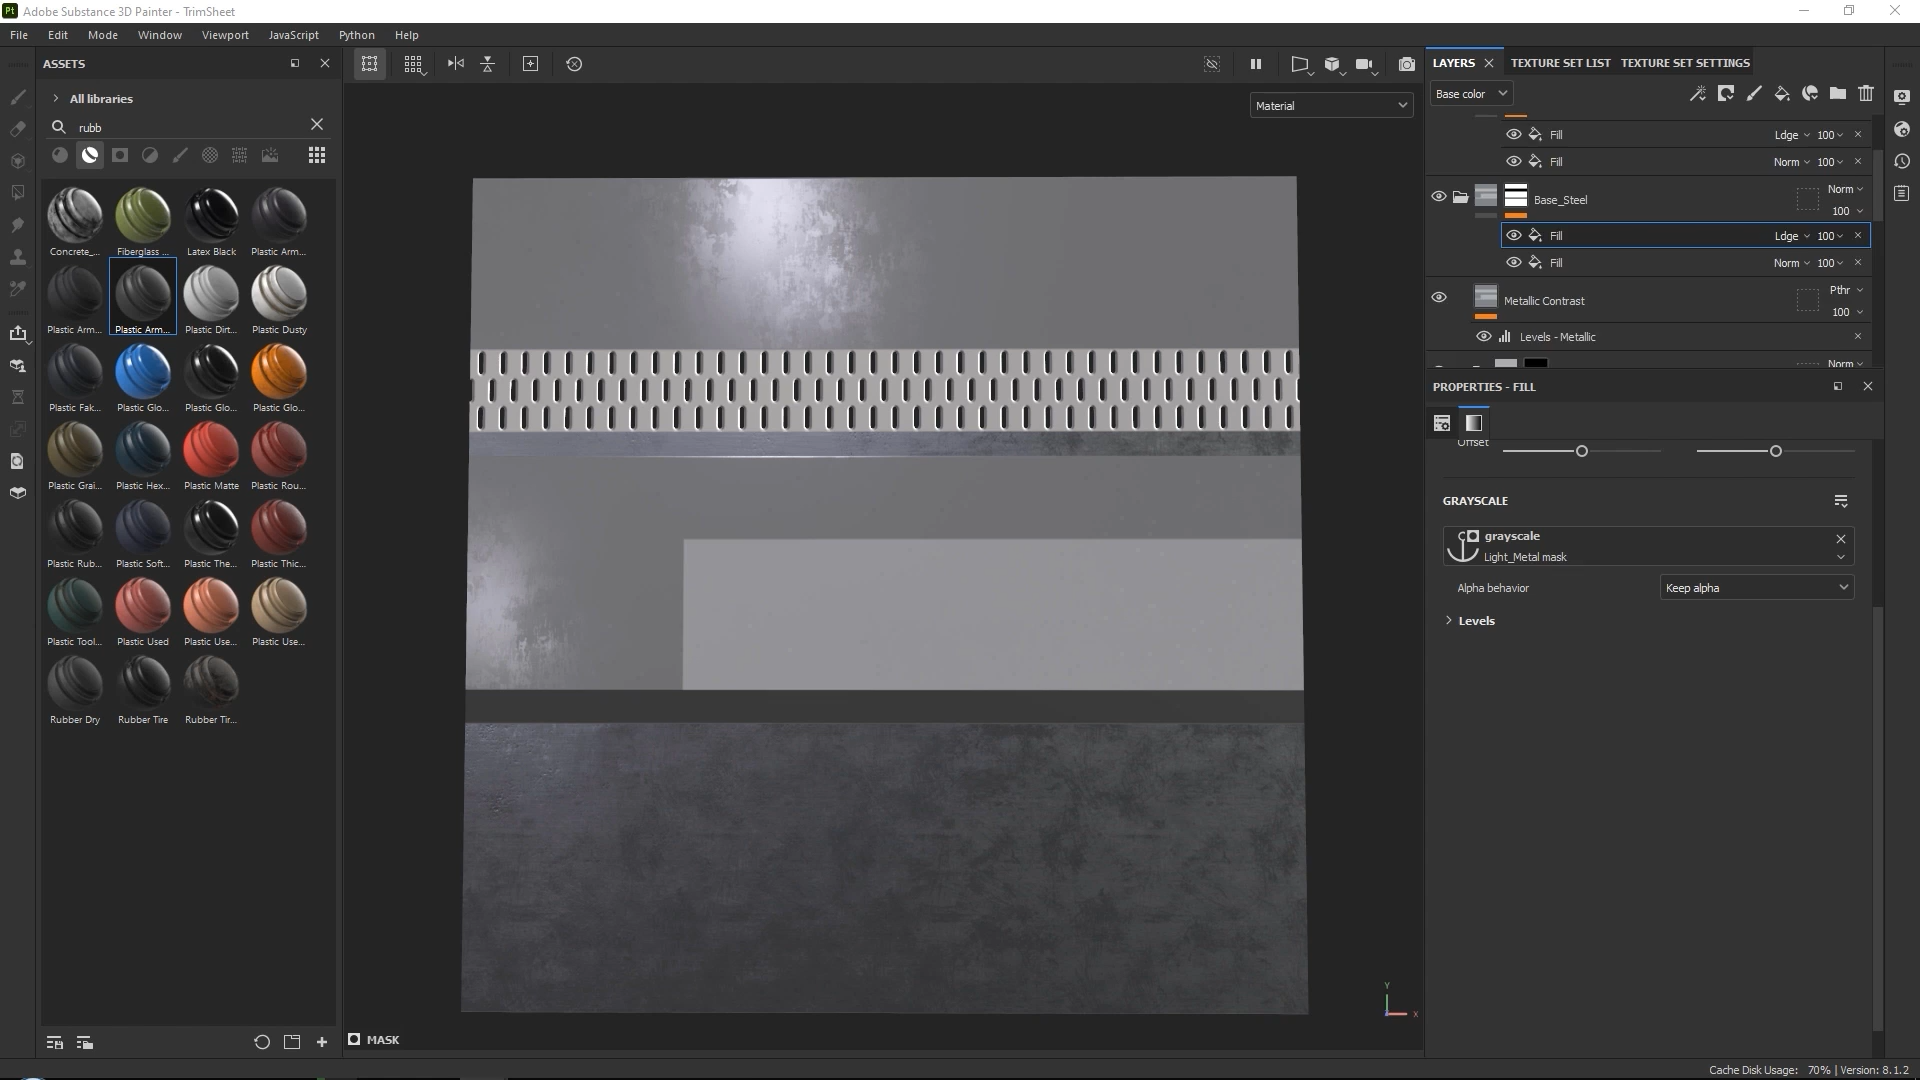 Pt Adobe Substance 3D Painter - TrimSheet
File Edit Mode Window Viewport JavaScript Python Help
ASSETS
All libraries
rubb
Concrete_... Fiberglass ... Latex Black Plastic Arm...
Plastic Arm... Plastic Arm... Plastic Dirt... Plastic Dusty
Plastic Fak... Plastic Glo... Plastic Glo... Plastic Glo...
Plastic Grai... Plastic Hex... Plastic Matte Plastic Rou...
Plastic Rub... Plastic Soft... Plastic The... Plastic Thic...
Plastic Tool... Plastic Used Plastic Use... Plastic Use...
Rubber Dry Rubber Tire Rubber Tir...
Material
MASK
Y
X
LAYERS TEXTURE SET LIST TEXTURE SET SETTINGS
Base color
Fill Ldge 100
Fill Norm 100
Base_Steel Norm
100
Fill Ldge 100
Fill Norm 100
Metallic Contrast Pthr
100
Levels - Metallic
Norm
PROPERTIES - FILL
Offset
GRAYSCALE
grayscale
Light_Metal mask
Alpha behavior Keep alpha
Levels
Cache Disk Usage: 70% | Version: 8.1.2